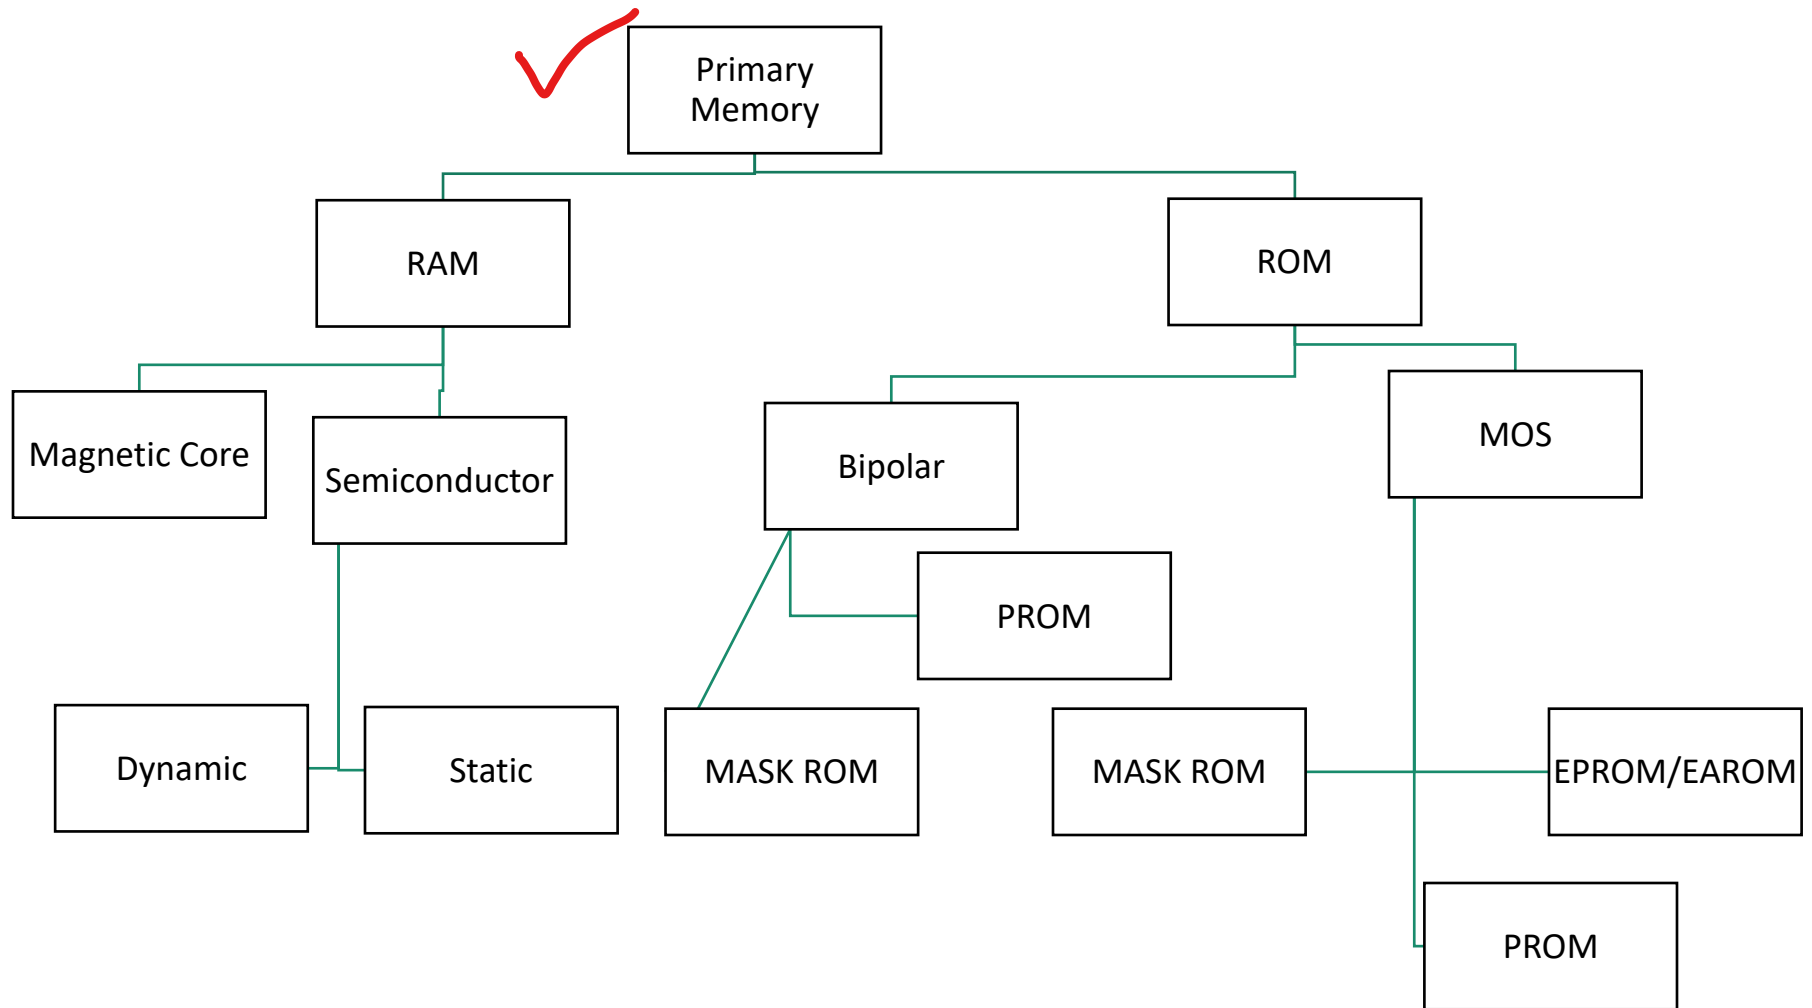 Primary
Memory
RAM
ROM
Magnetic Core
Semiconductor
Bipolar
MOS
PROM
Dynamic
Static
MASK ROM
MASK ROM
EPROM/EAROM
PROM